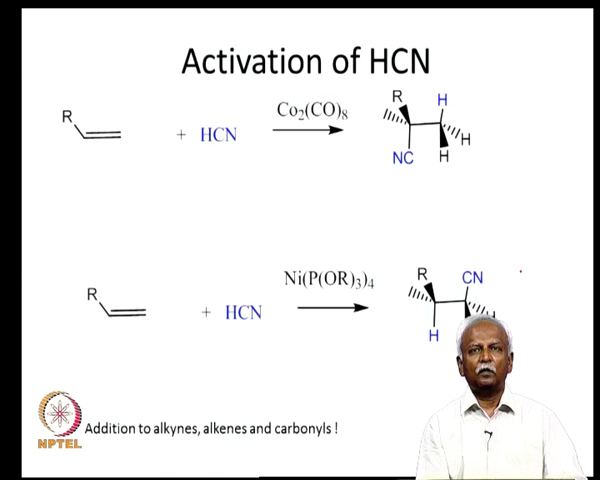 Activation of HCN
R
+ HCN
Co₂(CO)₈
R
H
H
NC
H
R
+ HCN
Ni(P(OR)₃)₄
R
CN
H
NPTEL
Addition to alkynes, alkenes and carbonyls !